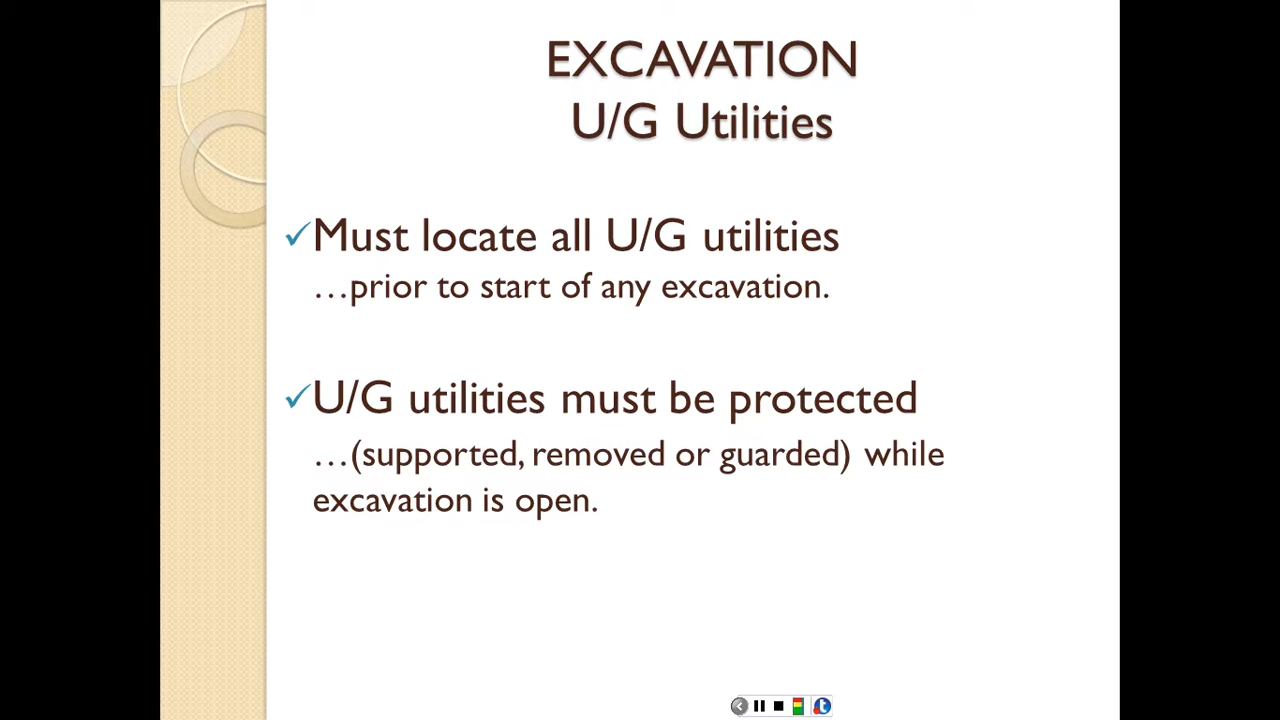 EXCAVATION
U/G Utilities
✓Must locate all U/G utilities
…prior to start of any excavation.
✓U/G utilities must be protected
…(supported, removed or guarded) while
excavation is open.